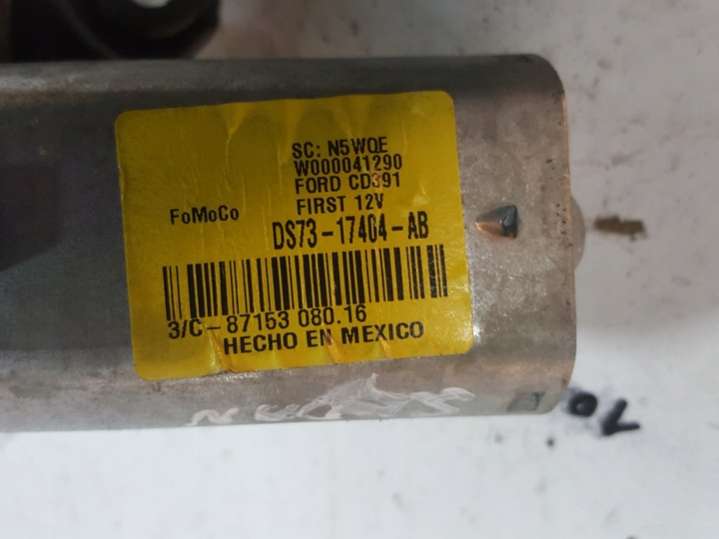 SC: N5WQE
W000041290
FORD CD391
FIRST 12V
FoMoCo
DS73-17404-AB
3/C-87153 080.16
HECHO EN MEXICO